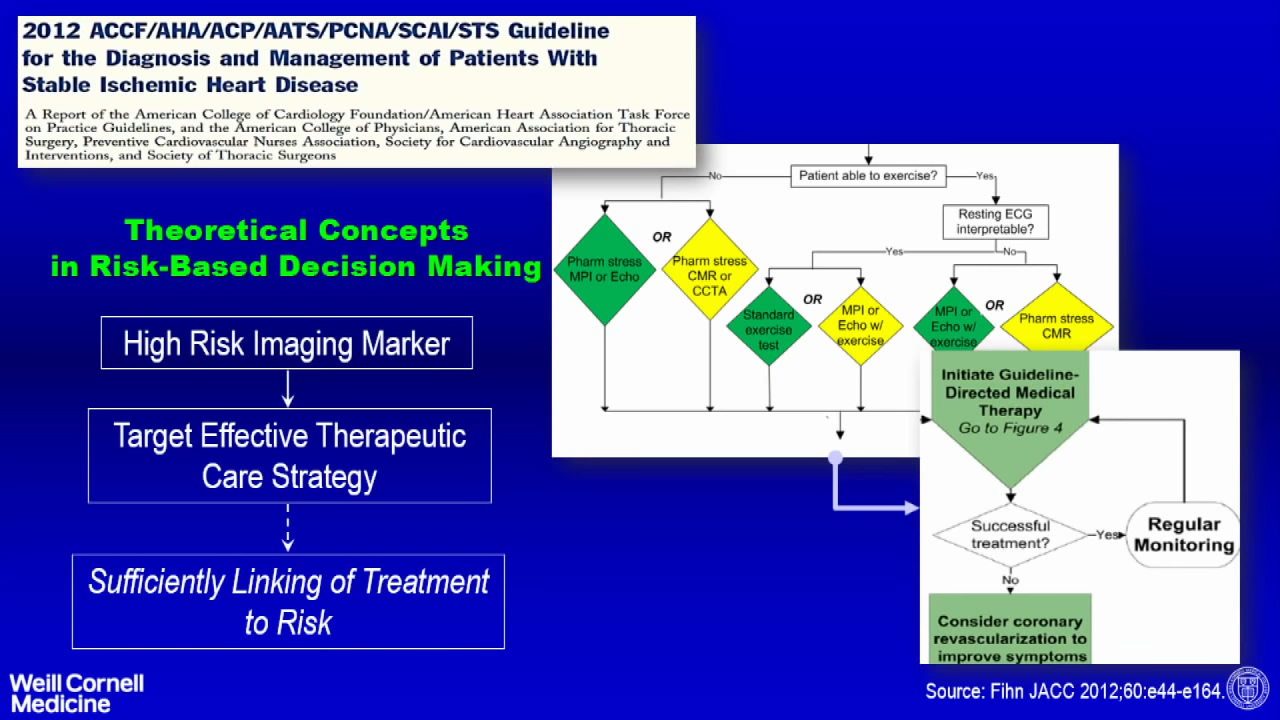 2012 ACCF/AHA/ACP/AATS/PCNA/SCAI/STS Guideline
for the Diagnosis and Management of Patients With
Stable Ischemic Heart Disease
A Report of the American College of Cardiology Foundation/American Heart Association Task Force
on Practice Guidelines, and the American College of Physicians, American Association for Thoracic
Surgery, Preventive Cardiovascular Nurses Association, Society for Cardiovascular Angiography and
Interventions, and Society of Thoracic Surgeons
Theoretical Concepts
in Risk-Based Decision Making
High Risk Imaging Marker
Target Effective Therapeutic
Care Strategy
Sufficiently Linking of Treatment
to Risk
Patient able to exercise?
No
Yes
Resting ECG
interpretable?
Yes
No
Pharm stress
MPI or Echo
OR
Pharm stress
CMR or
CCTA
Standard
exercise
test
OR
MPI or
Echo w/
exercise
MPI or
Echo w/
exercise
OR
Pharm stress
CMR
Initiate Guideline-
Directed Medical
Therapy
Go to Figure 4
Successful
treatment?
Yes
Regular
Monitoring
No
Consider coronary
revascularization to
improve symptoms
Weill Cornell
Medicine
Source: Fihn JACC 2012;60:e44-e164.